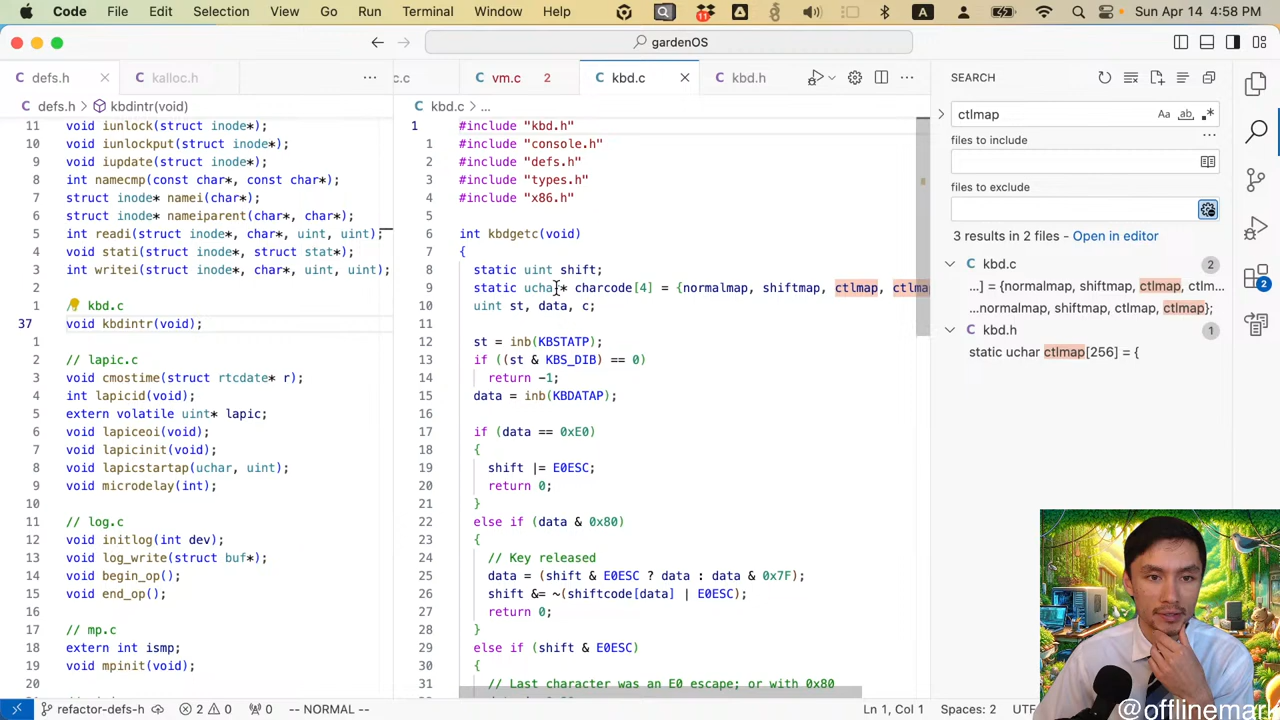 Code File Edit Selection View Go Run Terminal Window Help A Sun Apr 14 4:58 PM
gardenOS
defs.h kalloc.h
c.c vm.c 2 kbd.c kbd.h
defs.h > kbdintr(void)
11 void iunlock(struct inode*);
10 void iunlockput(struct inode*);
9 void iupdate(struct inode*);
8 int namecmp(const char*, const char*);
7 struct inode* namei(char*);
6 struct inode* nameiparent(char*, char*);
5 int readi(struct inode*, char*, uint, uint);
4 void stati(struct inode*, struct stat*);
3 int writei(struct inode*, char*, uint, uint);
2
1 // kbd.c
37 void kbdintr(void);
1
2 // lapic.c
3 void cmostime(struct rtcdate* r);
4 int lapicid(void);
5 extern volatile uint* lapic;
6 void lapiceoi(void);
7 void lapicinit(void);
8 void lapicstartap(uchar, uint);
9 void microdelay(int);
10
11 // log.c
12 void initlog(int dev);
13 void log_write(struct buf*);
14 void begin_op();
15 void end_op();
16
17 // mp.c
18 extern int ismp;
19 void mpinit(void);
20
kbd.c > ...
1 #include "kbd.h"
1 #include "console.h"
2 #include "defs.h"
3 #include "types.h"
4 #include "x86.h"
5
6 int kbdgetc(void)
7 {
8 static uint shift;
9 static uchar* charcode[4] = {normalmap, shiftmap, ctlmap, ctlma
10 uint st, data, c;
11
12 st = inb(KBSTATP);
13 if ((st & KBS_DIB) == 0)
14 return -1;
15 data = inb(KBDATAP);
16
17 if (data == 0xE0)
18 {
19 shift |= E0ESC;
20 return 0;
21 }
22 else if (data & 0x80)
23 {
24 // Key released
25 data = (shift & E0ESC ? data : data & 0x7F);
26 shift &= ~(shiftcode[data] | E0ESC);
27 return 0;
28 }
29 else if (shift & E0ESC)
30 {
31 // Last character was an E0 escape; or with 0x80
SEARCH
ctlmap Aa ab .*
files to include
files to exclude
3 results in 2 files - Open in editor
kbd.c 2
...] = {normalmap, shiftmap, ctlmap, ctlm...
...normalmap, shiftmap, ctlmap, ctlmap};
kbd.h 1
static uchar ctlmap[256] = {
refactor-defs-h 2 0 0 -- NORMAL -- Ln 1, Col 1 Spaces: 2 UTF
@offlinemark